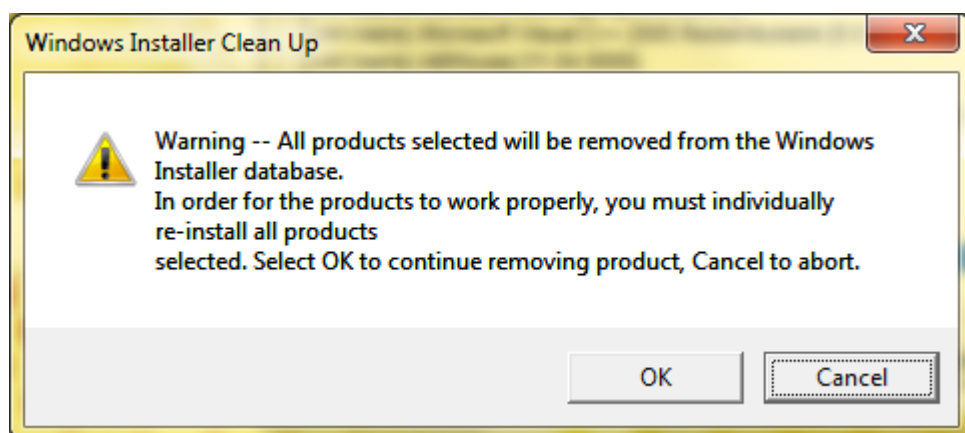 Windows Installer Clean Up
Warning -- All products selected will be removed from the Windows
Installer database.
In order for the products to work properly, you must individually
re-install all products
selected. Select OK to continue removing product, Cancel to abort.
OK
Cancel